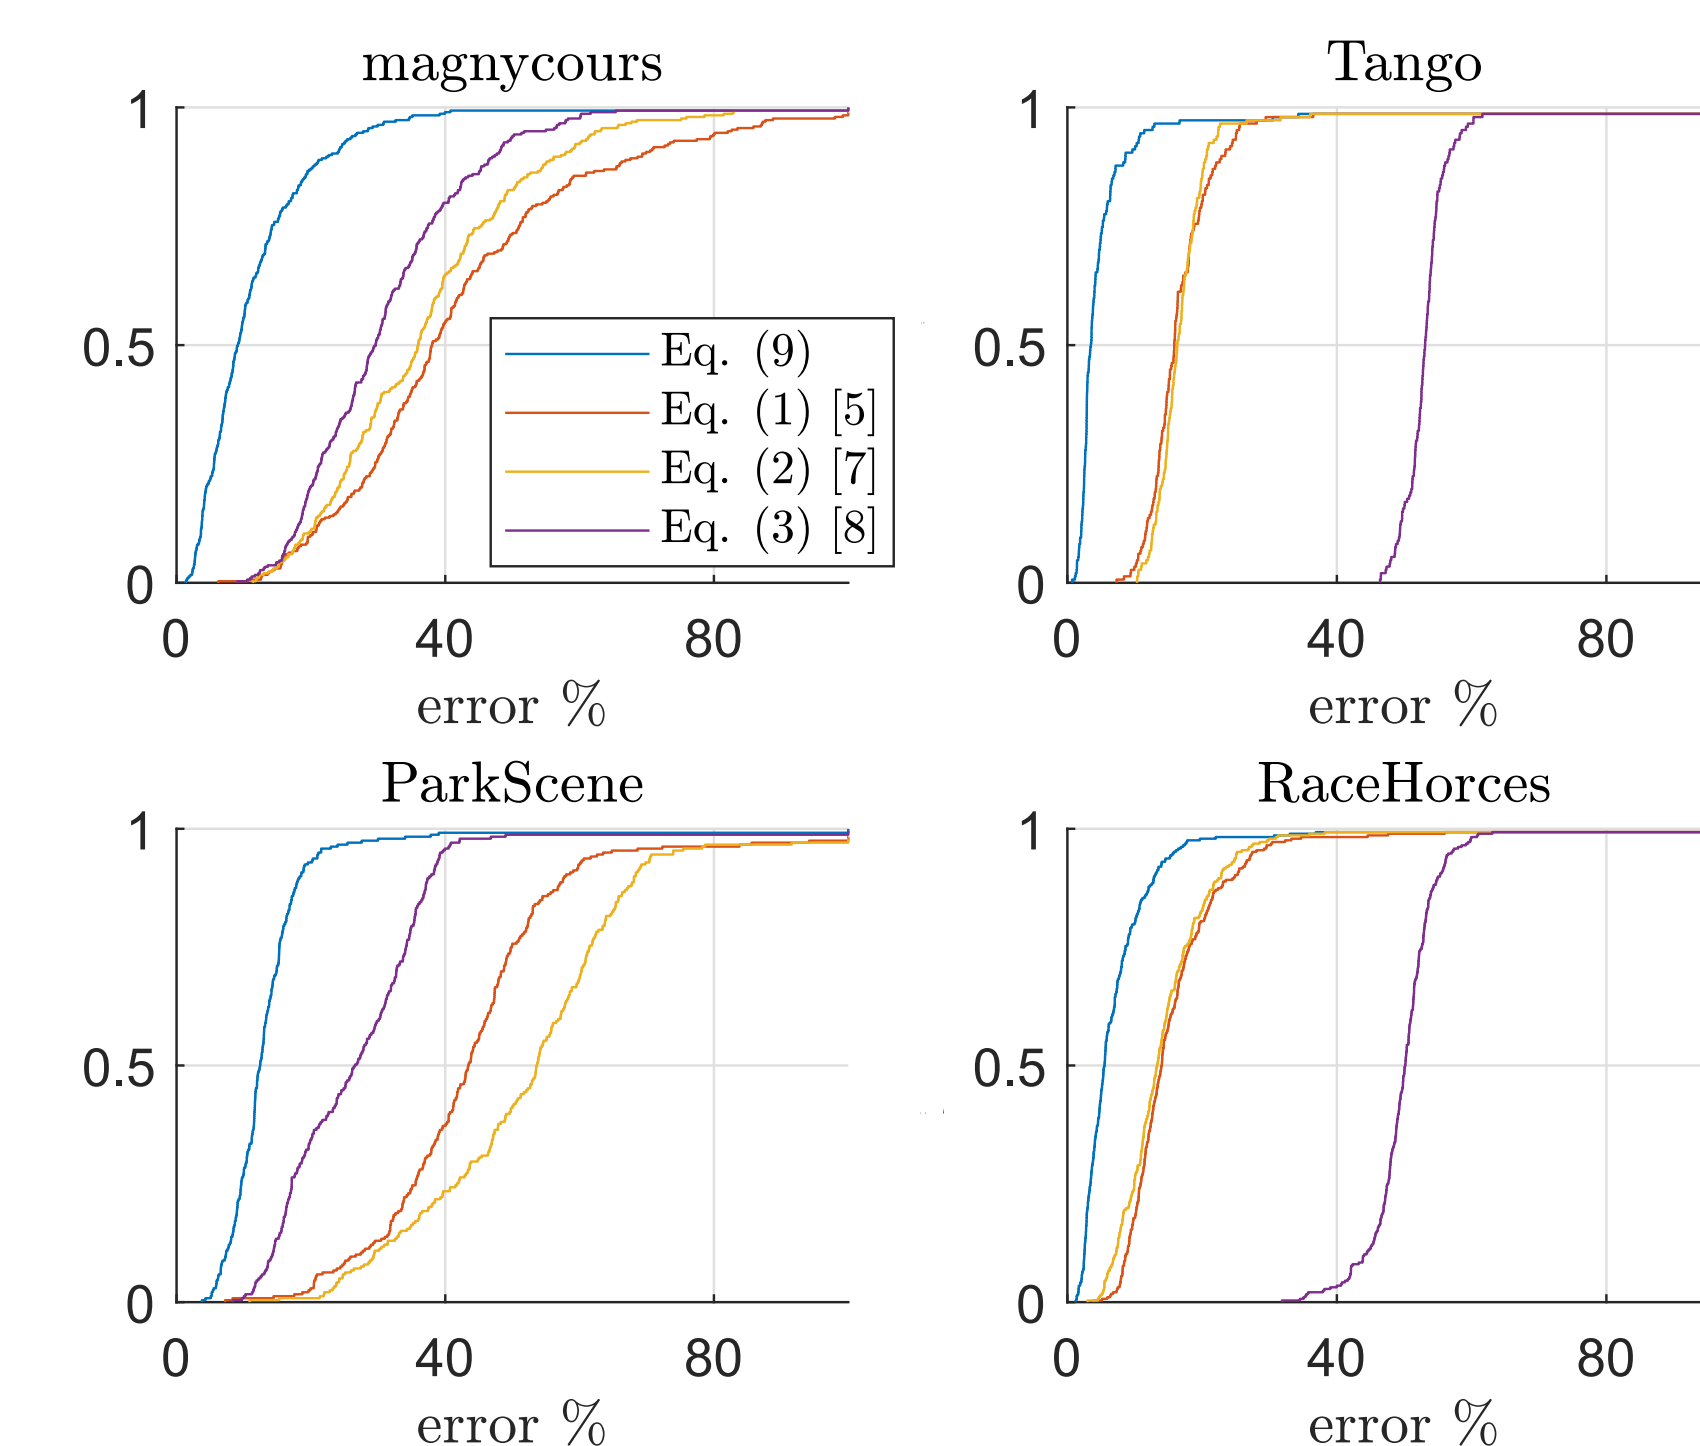 magnycours
1
0.5
0
0 40 80
error %
Eq. (9)
Eq. (1) [5]
Eq. (2) [7]
Eq. (3) [8]
Tango
1
0.5
0
0 40 80
error %
ParkScene
1
0.5
0
0 40 80
error %
RaceHorces
1
0.5
0
0 40 80
error %